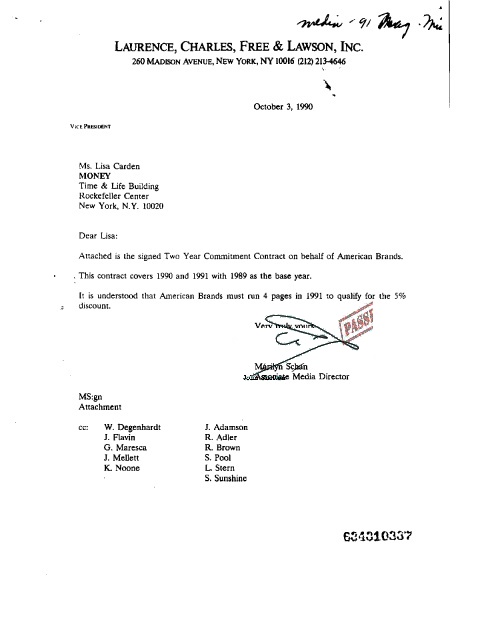 media - 91 Mag.
LAURENCE, CHARLES, FREE & LAWSON, INC.
260 MADISON AVENUE, NEW YORK, NY 10016 (212) 213-4646
October 3, 1990
VICE PRESIDENT
Ms. Lisa Carden
MONEY
Time & Life Building
Rockefeller Center
New York, N.Y. 10020
Dear Lisa:
Attached is the signed Two Year Commitment Contract on behalf of American Brands.
This contract covers 1990 and 1991 with 1989 as the base year.
It is understood that American Brands must run 4 pages in 1991 to qualify for the 5%
discount.
Very truly yours
PASS!
Marilyn Schain
Associate Media Director
MS:gn
Attachment
cc: W. Degenhardt J. Adamson
J. Flavin R. Adler
G. Maresca R. Brown
J. Mellett S. Pool
K. Noone L. Stern
S. Sunshine
634310337